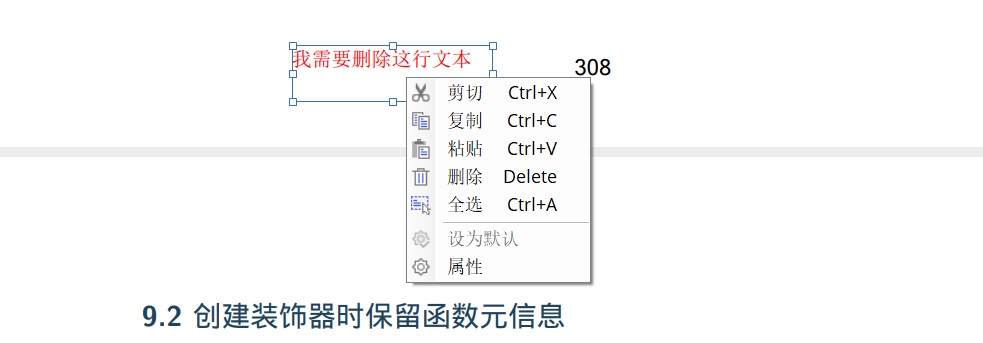 我需要删除这行文本
308
剪切 Ctrl+X
复制 Ctrl+C
粘贴 Ctrl+V
删除 Delete
全选 Ctrl+A
设为默认
属性
9.2 创建装饰器时保留函数元信息